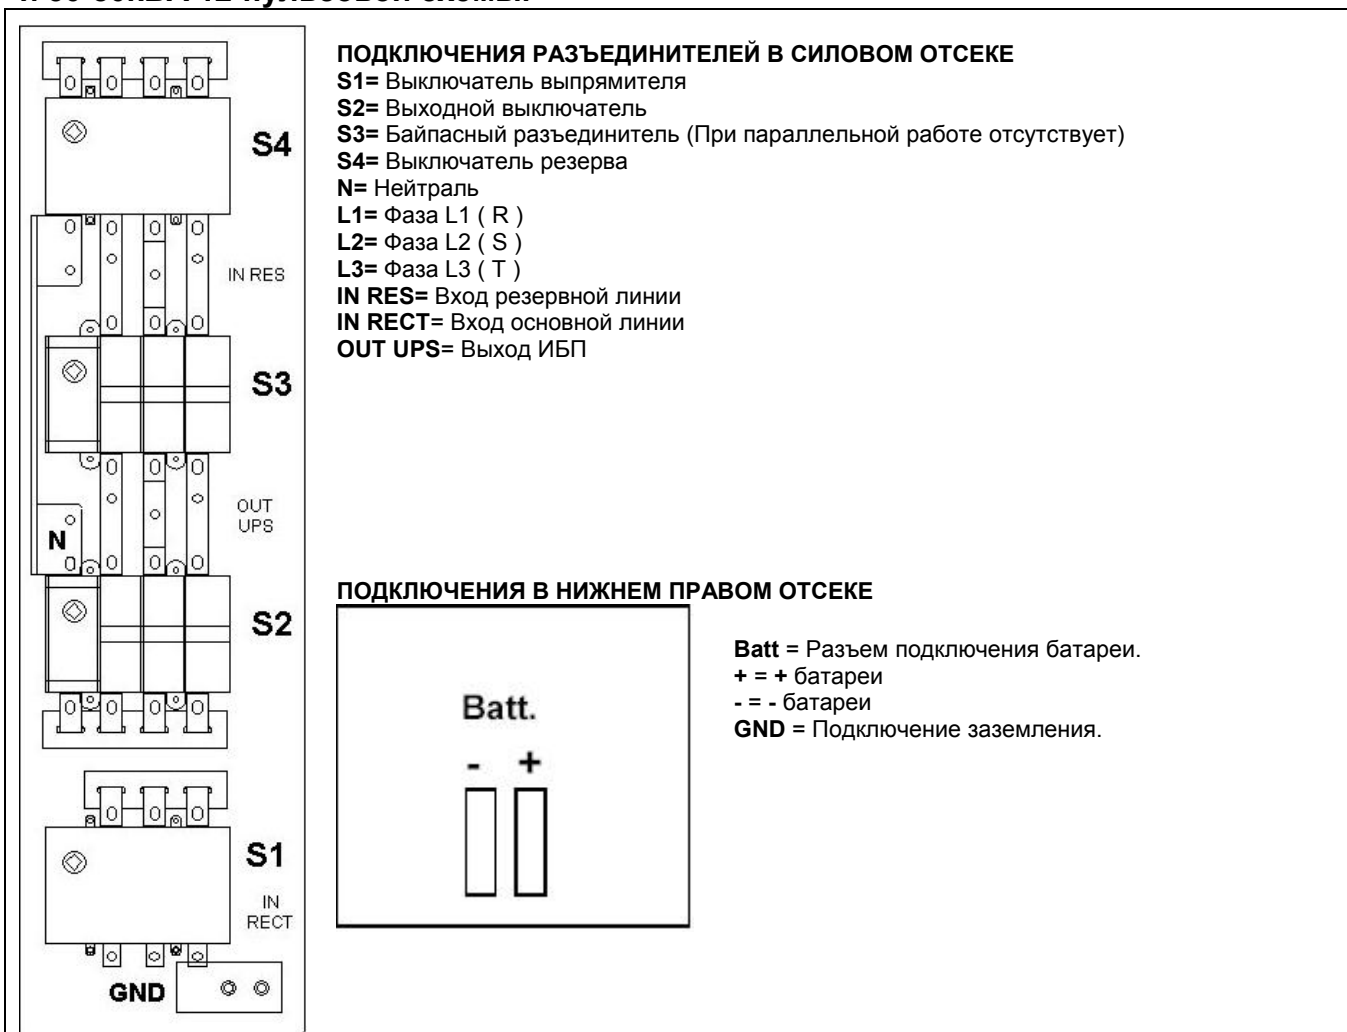 S4
IN RES
S3
OUT
UPS
N
S2
S1
IN
RECT
GND
ПОДКЛЮЧЕНИЯ РАЗЪЕДИНИТЕЛЕЙ В СИЛОВОМ ОТСЕКЕ
S1= Выключатель выпрямителя
S2= Выходной выключатель
S3= Байпасный разъединитель (При параллельной работе отсутствует)
S4= Выключатель резерва
N= Нейтраль
L1= Фаза L1 ( R )
L2= Фаза L2 ( S )
L3= Фаза L3 ( T )
IN RES= Вход резервной линии
IN RECT= Вход основной линии
OUT UPS= Выход ИБП
ПОДКЛЮЧЕНИЯ В НИЖНЕМ ПРАВОМ ОТСЕКЕ
Batt.
- +
Batt = Разъем подключения батареи.
+ = + батареи
- = - батареи
GND = Подключение заземления.